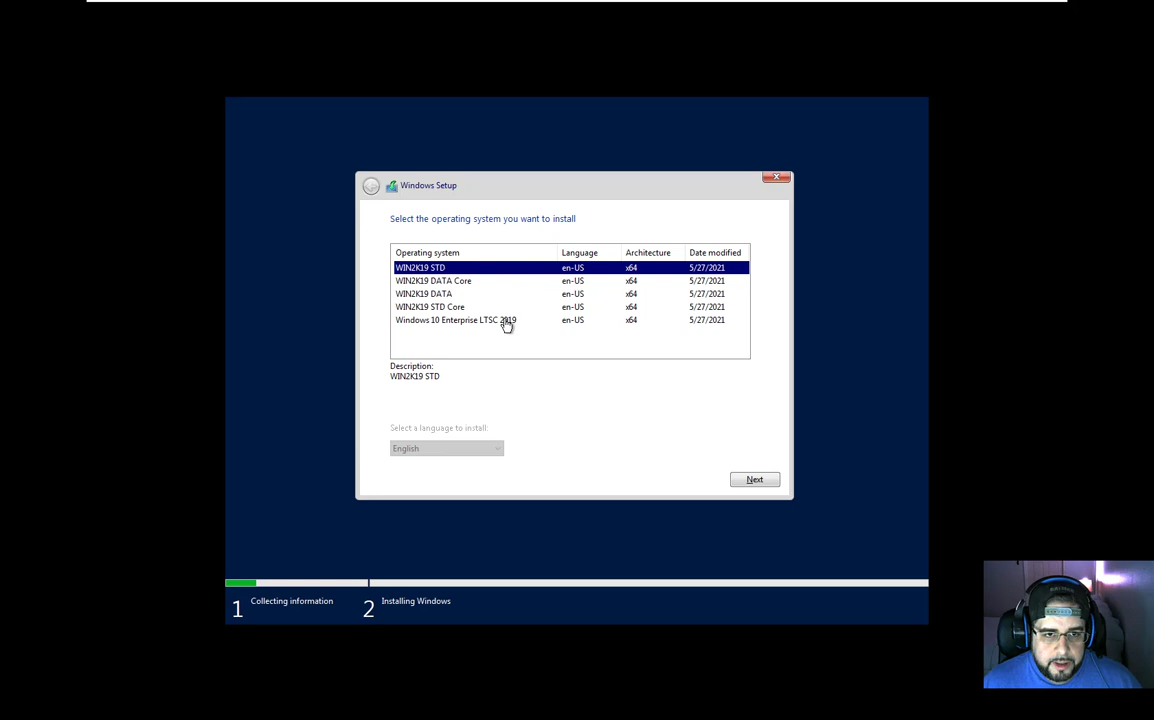 Windows Setup
Select the operating system you want to install
Operating system Language Architecture Date modified
WIN2K19 STD en-US x64 5/27/2021
WIN2K19 DATA Core en-US x64 5/27/2021
WIN2K19 DATA en-US x64 5/27/2021
WIN2K19 STD Core en-US x64 5/27/2021
Windows 10 Enterprise LTSC 2019 en-US x64 5/27/2021
Description:
WIN2K19 STD
Select a language to install:
English
Next
1 Collecting information 2 Installing Windows